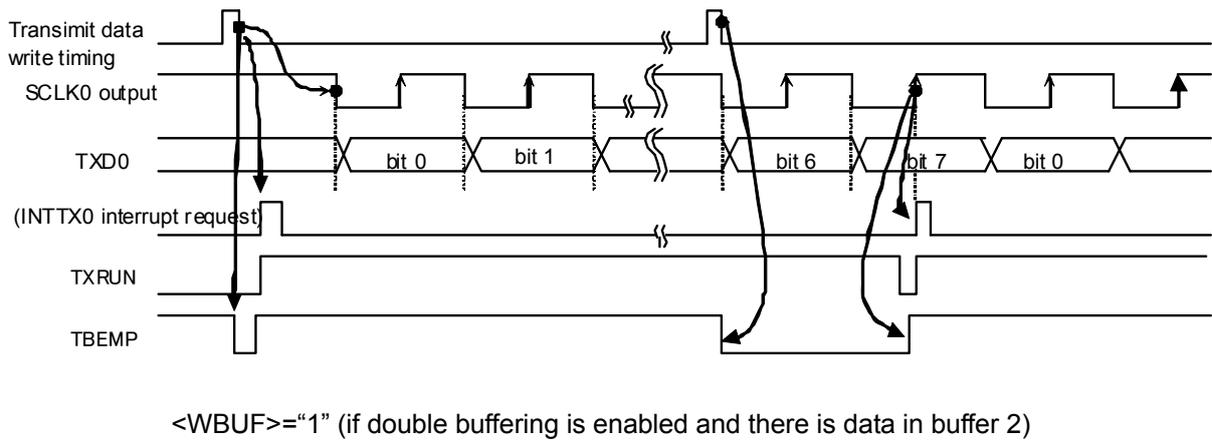 Transimit data
write timing
SCLK0 output
TXD0
bit 0
bit 1
bit 6
bit 7
bit 0
(INTTX0 interrupt request)
TXRUN
TBEMP
<WBUF>=“1” (if double buffering is enabled and there is data in buffer 2)